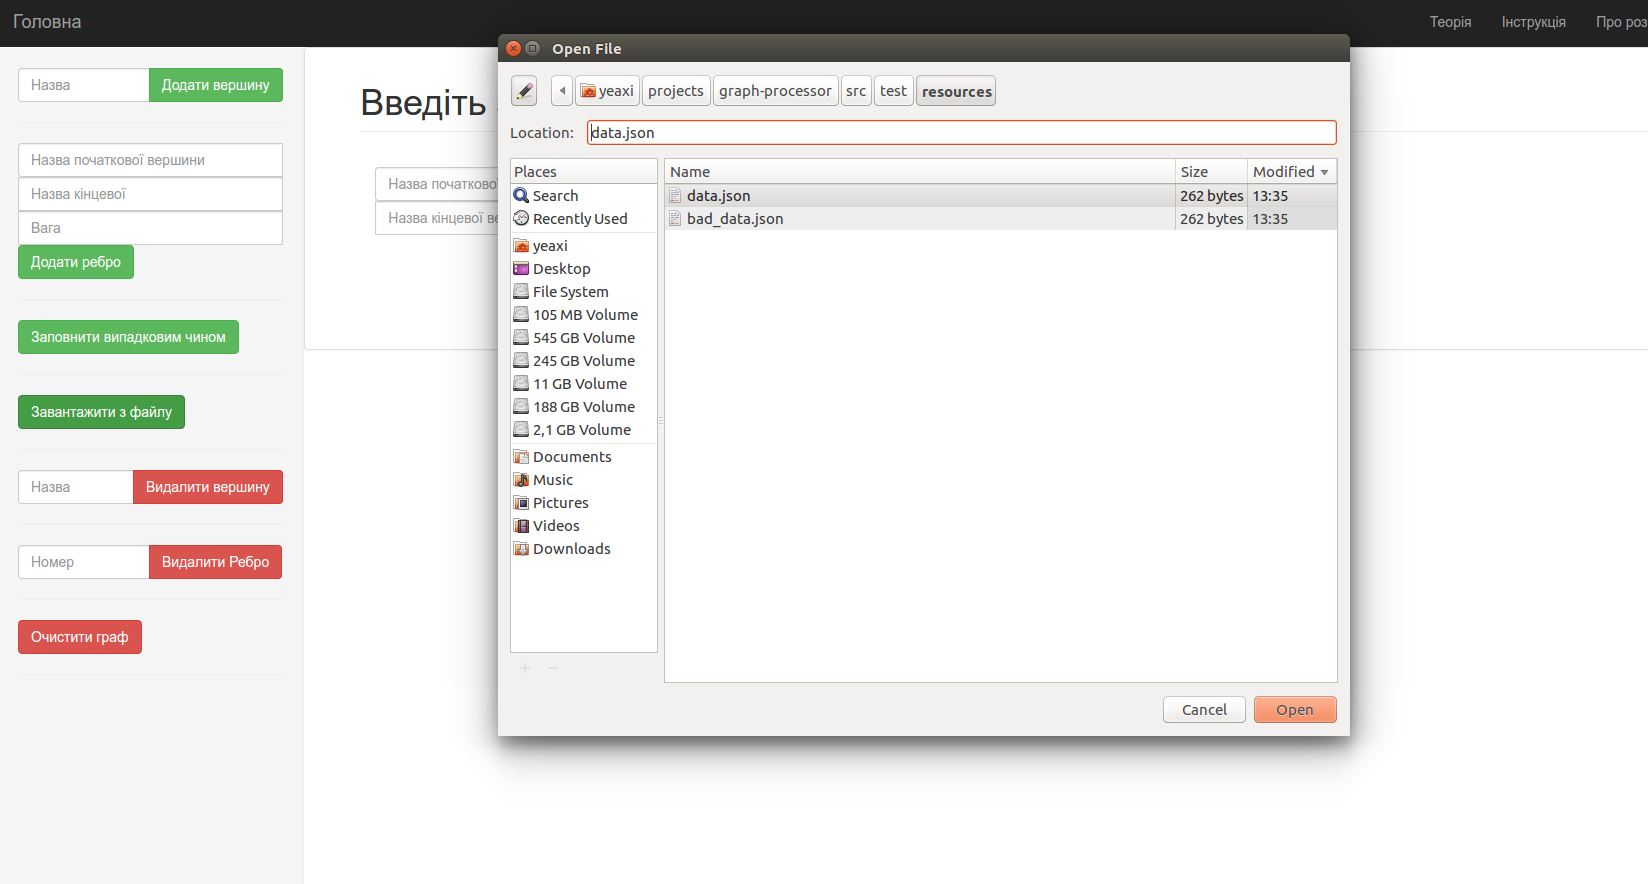 Головна
Теорія
Інструкція
Про роз
Назва
Додати вершину
Назва початкової вершини
Назва кінцевої
Вага
Додати ребро
Заповнити випадковим чином
Завантажити з файлу
Назва
Видалити вершину
Номер
Видалити Ребро
Очистити граф
Введіть
Назва початково
Назва кінцевої ве
Open File
yeaxi
projects
graph-processor
src
test
resources
Location:
data.json
Places
Search
Recently Used
yeaxi
Desktop
File System
105 MB Volume
545 GB Volume
245 GB Volume
11 GB Volume
188 GB Volume
2,1 GB Volume
Documents
Music
Pictures
Videos
Downloads
Name Size Modified
data.json 262 bytes 13:35
bad_data.json 262 bytes 13:35
Cancel
Open